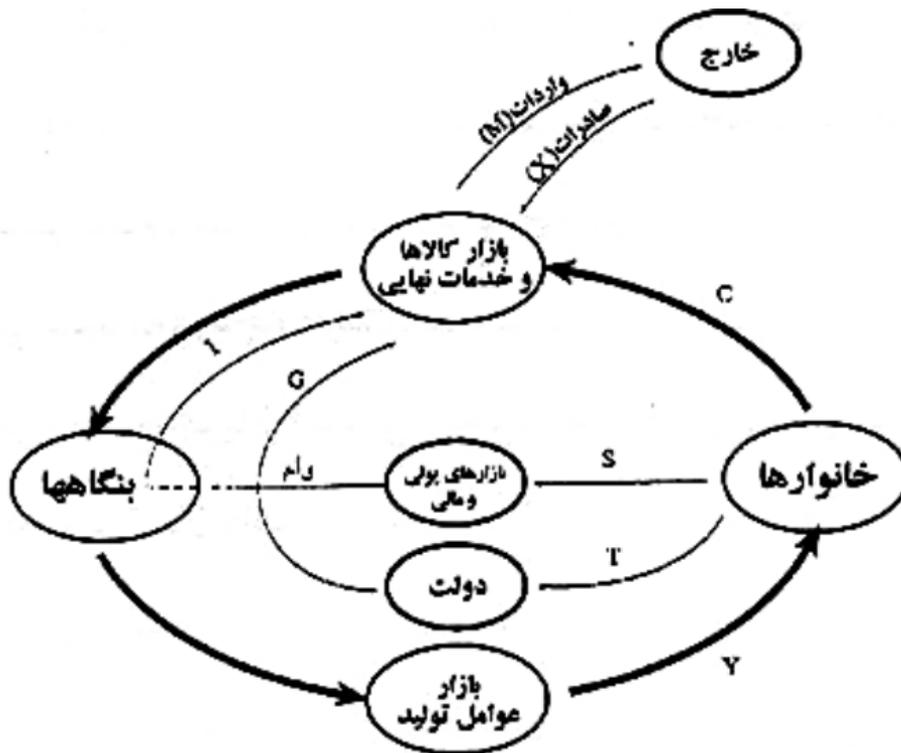 خارج
واردات(M)
صادرات(X)
بازار کالاها
و خدمات نهایی
C
I
G
بنگاهها
وام
بازارهای پولی
و مالی
S
خانوارها
دولت
T
بازار
عوامل تولید
Y